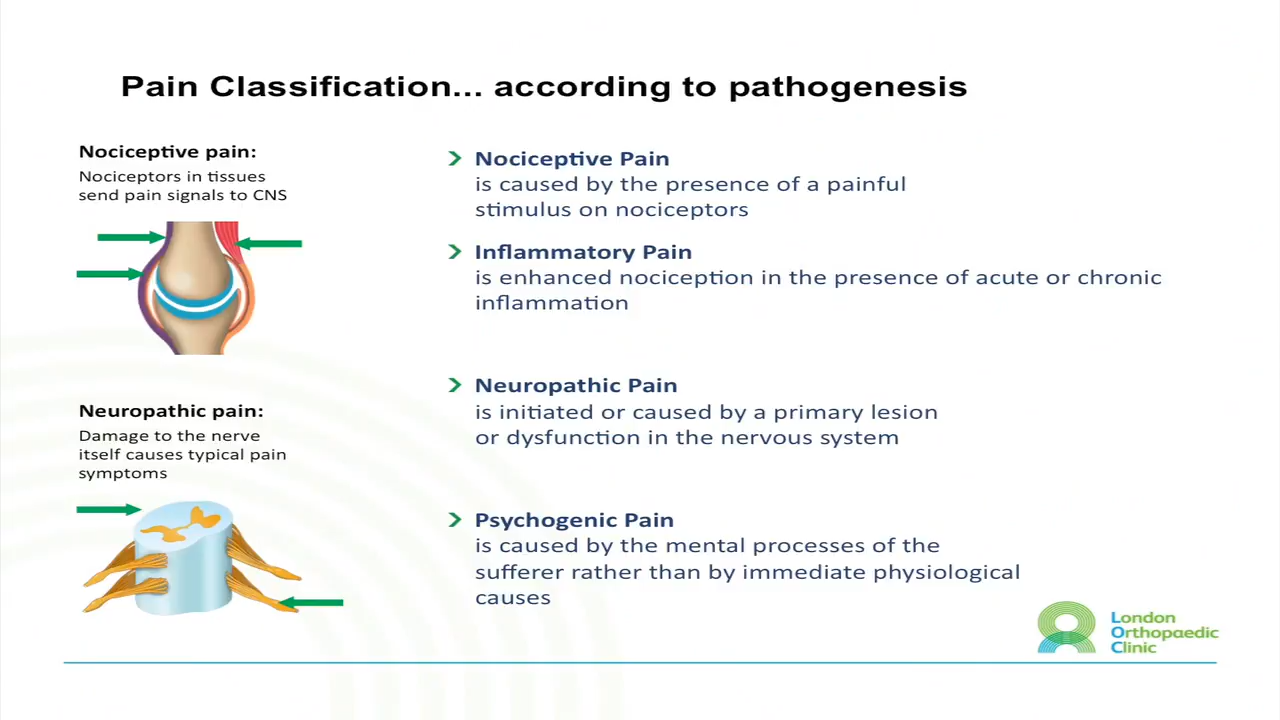 Pain Classification... according to pathogenesis
Nociceptive pain:
Nociceptors in tissues
send pain signals to CNS
Neuropathic pain:
Damage to the nerve
itself causes typical pain
symptoms
Nociceptive Pain
is caused by the presence of a painful
stimulus on nociceptors
Inflammatory Pain
is enhanced nociception in the presence of acute or chronic
inflammation
Neuropathic Pain
is initiated or caused by a primary lesion
or dysfunction in the nervous system
Psychogenic Pain
is caused by the mental processes of the
sufferer rather than by immediate physiological
causes
London
Orthopaedic
Clinic